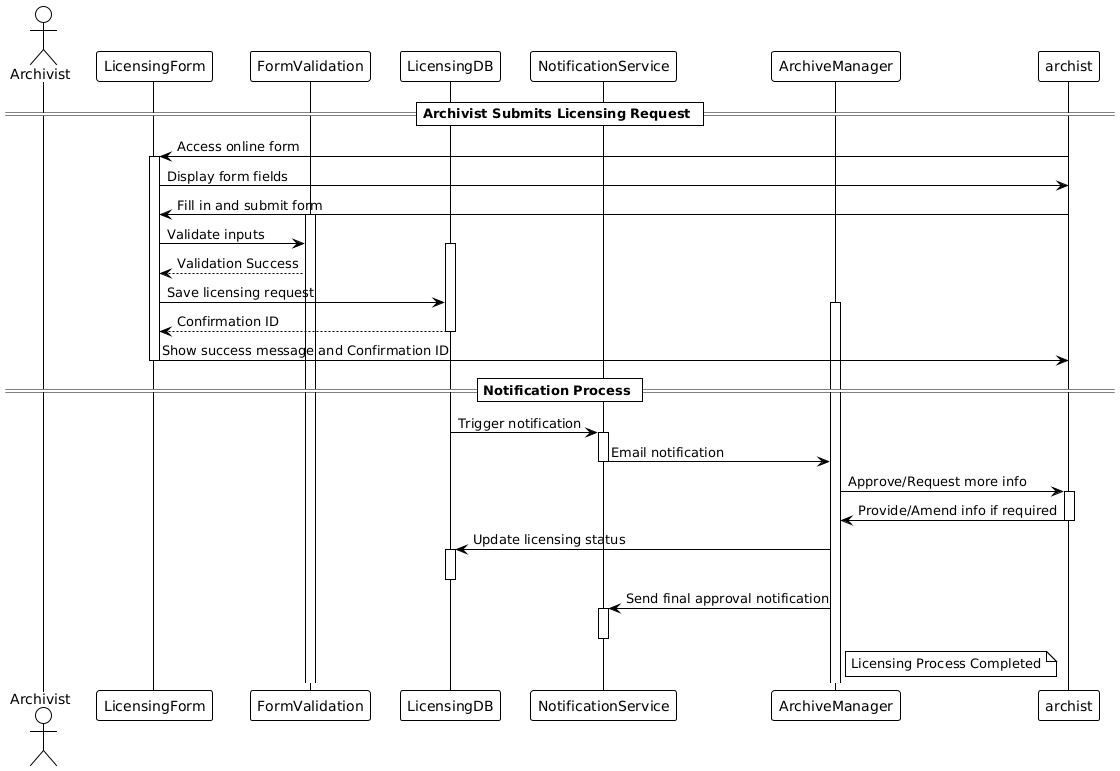 Archivist
LicensingForm
FormValidation
LicensingDB
NotificationService
ArchiveManager
archist
Archivist Submits Licensing Request
Access online form
Display form fields
Fill in and submit form
Validate inputs
Validation Success
Save licensing request
Confirmation ID
Show success message and Confirmation ID
Notification Process
Trigger notification
Email notification
Approve/Request more info
Provide/Amend info if required
Update licensing status
Send final approval notification
Licensing Process Completed
Archivist
LicensingForm
FormValidation
LicensingDB
NotificationService
ArchiveManager
archist